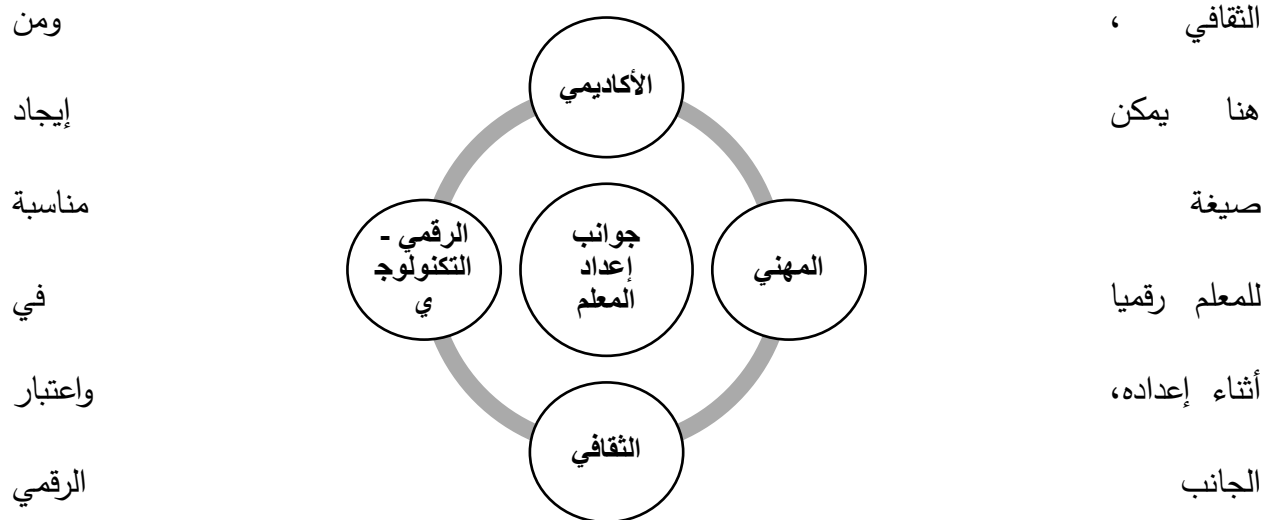 الثقافي ، ومن
هنا يمكن إيجاد
صيغة مناسبة
للمعلم رقميا في
أثناء إعداده، واعتبار
الجانب الرقمي
الأكاديمي
المهني
الثقافي
الرقمي -
التكنولوج
ي
جوانب
إعداد
المعلم